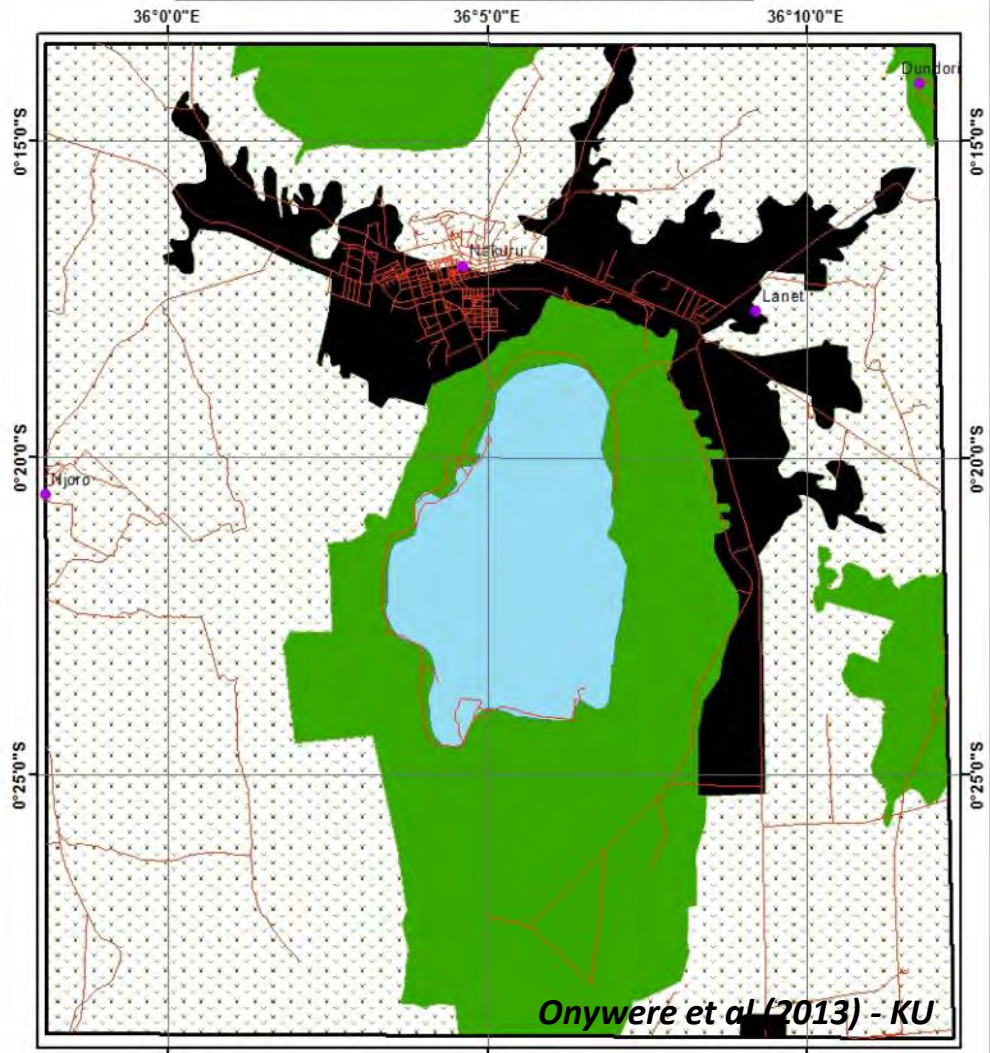 36°0'0"E 36°5'0"E 36°10'0"E
Dundori
0°15'0"S 0°15'0"S
Nakuru
Lanet
0°20'0"S 0°20'0"S
Njoro
0°25'0"S 0°25'0"S
Onywere et al (2013) - KU